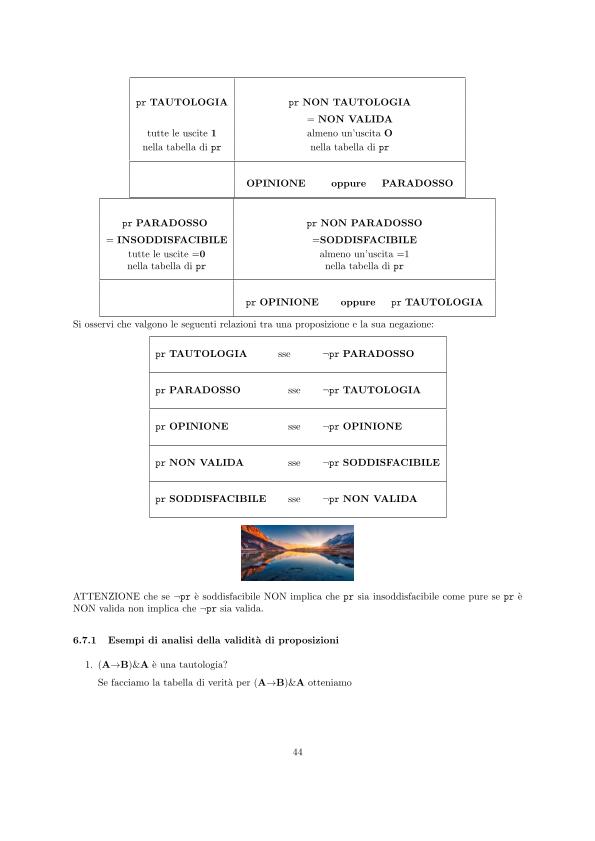 pr TAUTOLOGIA pr NON TAUTOLOGIA
= NON VALIDA
tutte le uscite 1 almeno un'uscita O
nella tabella di pr nella tabella di pr
OPINIONE oppure PARADOSSO
pr PARADOSSO pr NON PARADOSSO
= INSODDISFACIBILE =SODDISFACIBILE
tutte le uscite =0 almeno un'uscita =1
nella tabella di pr nella tabella di pr
pr OPINIONE oppure pr TAUTOLOGIA
Si osservi che valgono le seguenti relazioni tra una proposizione e la sua negazione:
pr TAUTOLOGIA sse ¬pr PARADOSSO
pr PARADOSSO sse ¬pr TAUTOLOGIA
pr OPINIONE sse ¬pr OPINIONE
pr NON VALIDA sse ¬pr SODDISFACIBILE
pr SODDISFACIBILE sse ¬pr NON VALIDA
ATTENZIONE che se ¬pr è soddisfacibile NON implica che pr sia insoddisfacibile come pure se pr è
NON valida non implica che ¬pr sia valida.
6.7.1 Esempi di analisi della validità di proposizioni
1. (A→B)&A è una tautologia?
Se facciamo la tabella di verità per (A→B)&A otteniamo
44